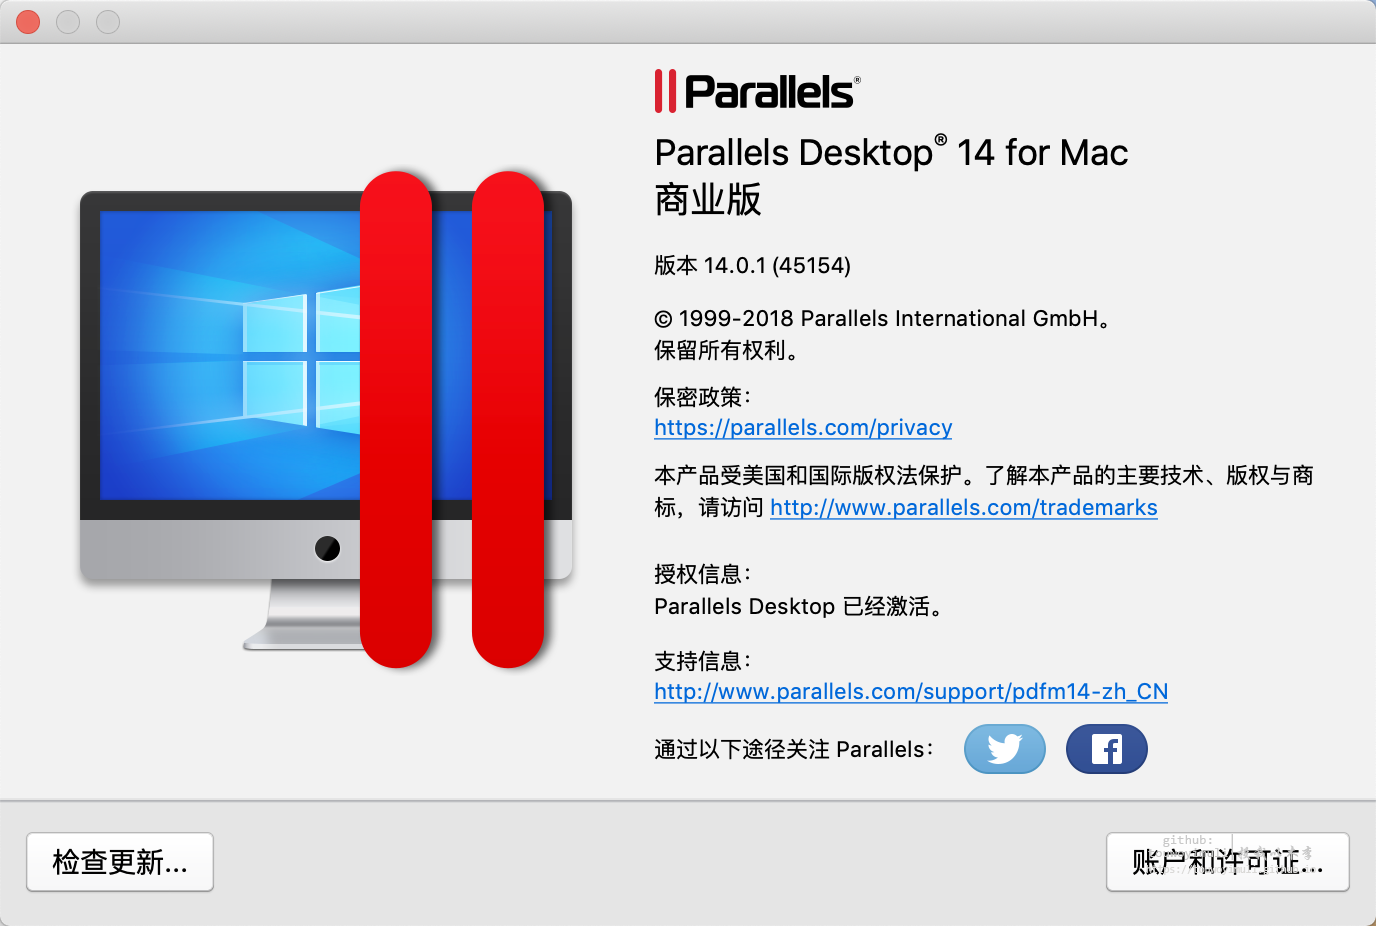 Parallels®
Parallels Desktop® 14 for Mac
商业版
版本 14.0.1 (45154)
© 1999-2018 Parallels International GmbH。
保留所有权利。
保密政策：
https://parallels.com/privacy
本产品受美国和国际版权法保护。了解本产品的主要技术、版权与商
标，请访问 http://www.parallels.com/trademarks
授权信息：
Parallels Desktop 已经激活。
支持信息：
http://www.parallels.com/support/pdfm14-zh_CN
通过以下途径关注 Parallels：
检查更新...
github:
账户和许可证...